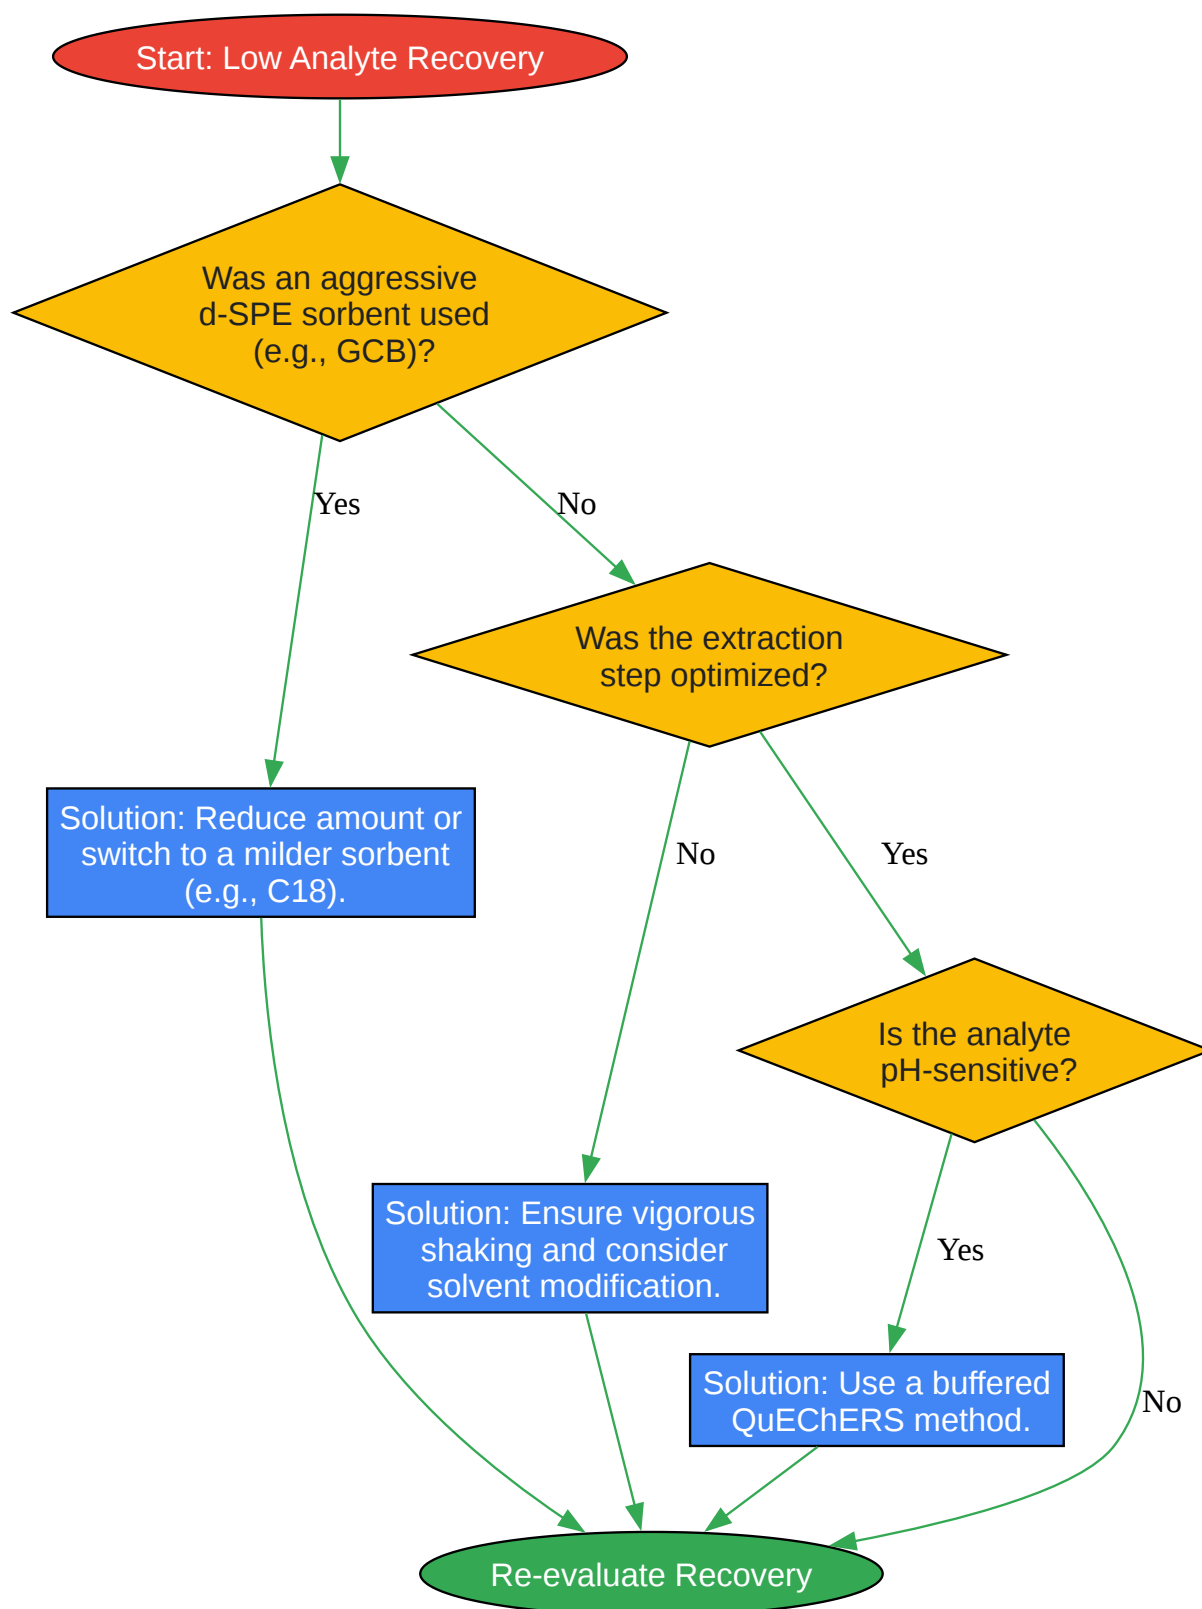 Start: Low Analyte Recovery
Was an aggressive
d-SPE sorbent used
(e.g., GCB)?
Yes
No
Was the extraction
step optimized?
Solution: Reduce amount or
switch to a milder sorbent
(e.g., C18).
No
Yes
Is the analyte
pH-sensitive?
Solution: Ensure vigorous
shaking and consider
solvent modification.
Yes
No
Solution: Use a buffered
QuEChERS method.
Re-evaluate Recovery